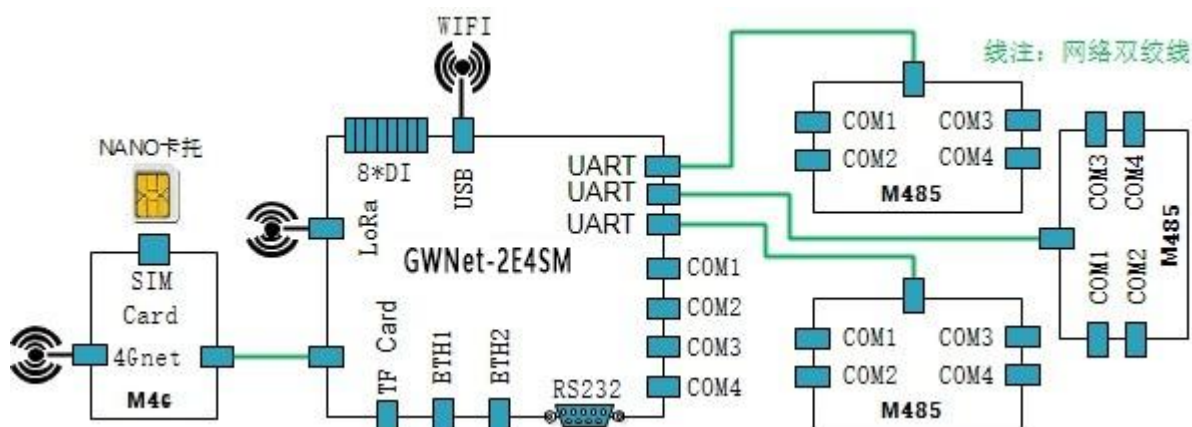 WIFI
线注：网络双绞线
NANO卡托
8*DI
USB
LoRa
UART
UART
UART
GWNet-2E4SM
COM1
COM2
COM3
COM4
TF Card
ETH1
ETH2
RS232
SIM
Card
4Gnet
M4G
COM1
COM2
COM3
COM4
M485
COM3
COM4
COM1
COM2
M485
COM1
COM2
COM3
COM4
M485